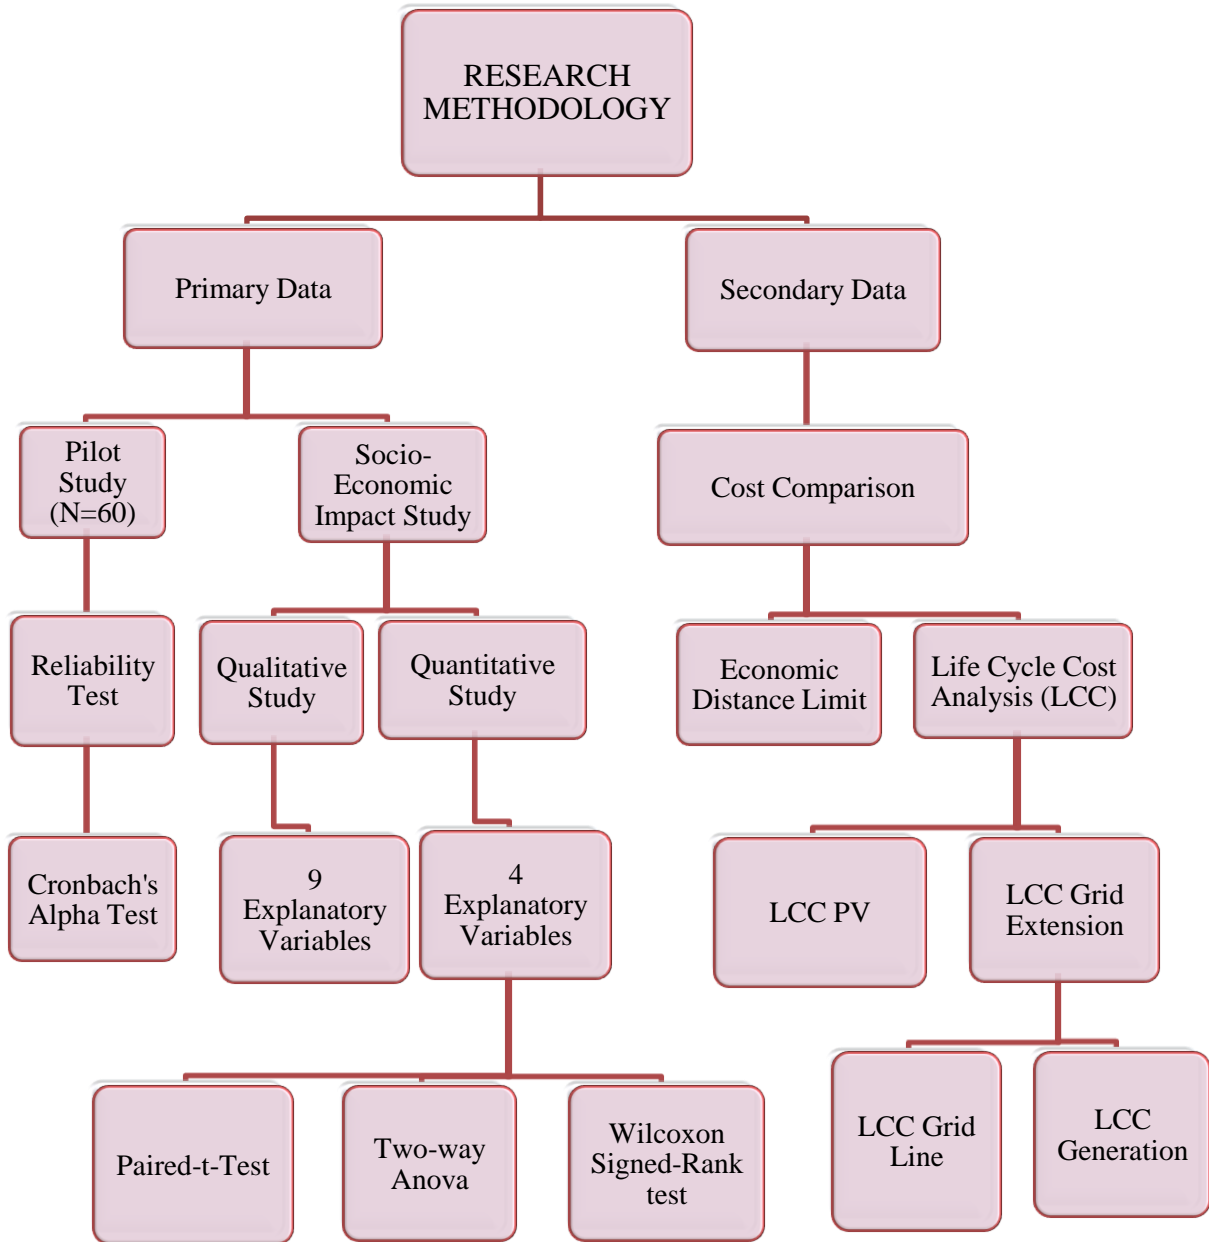 RESEARCH
METHODOLOGY
Primary Data
Secondary Data
Pilot
Study
(N=60)
Socio-
Economic
Impact Study
Cost Comparison
Reliability
Test
Qualitative
Study
Quantitative
Study
Economic
Distance Limit
Life Cycle Cost
Analysis (LCC)
Cronbach's
Alpha Test
9
Explanatory
Variables
4
Explanatory
Variables
LCC PV
LCC Grid
Extension
Paired-t-Test
Two-way
Anova
Wilcoxon
Signed-Rank
test
LCC Grid
Line
LCC
Generation